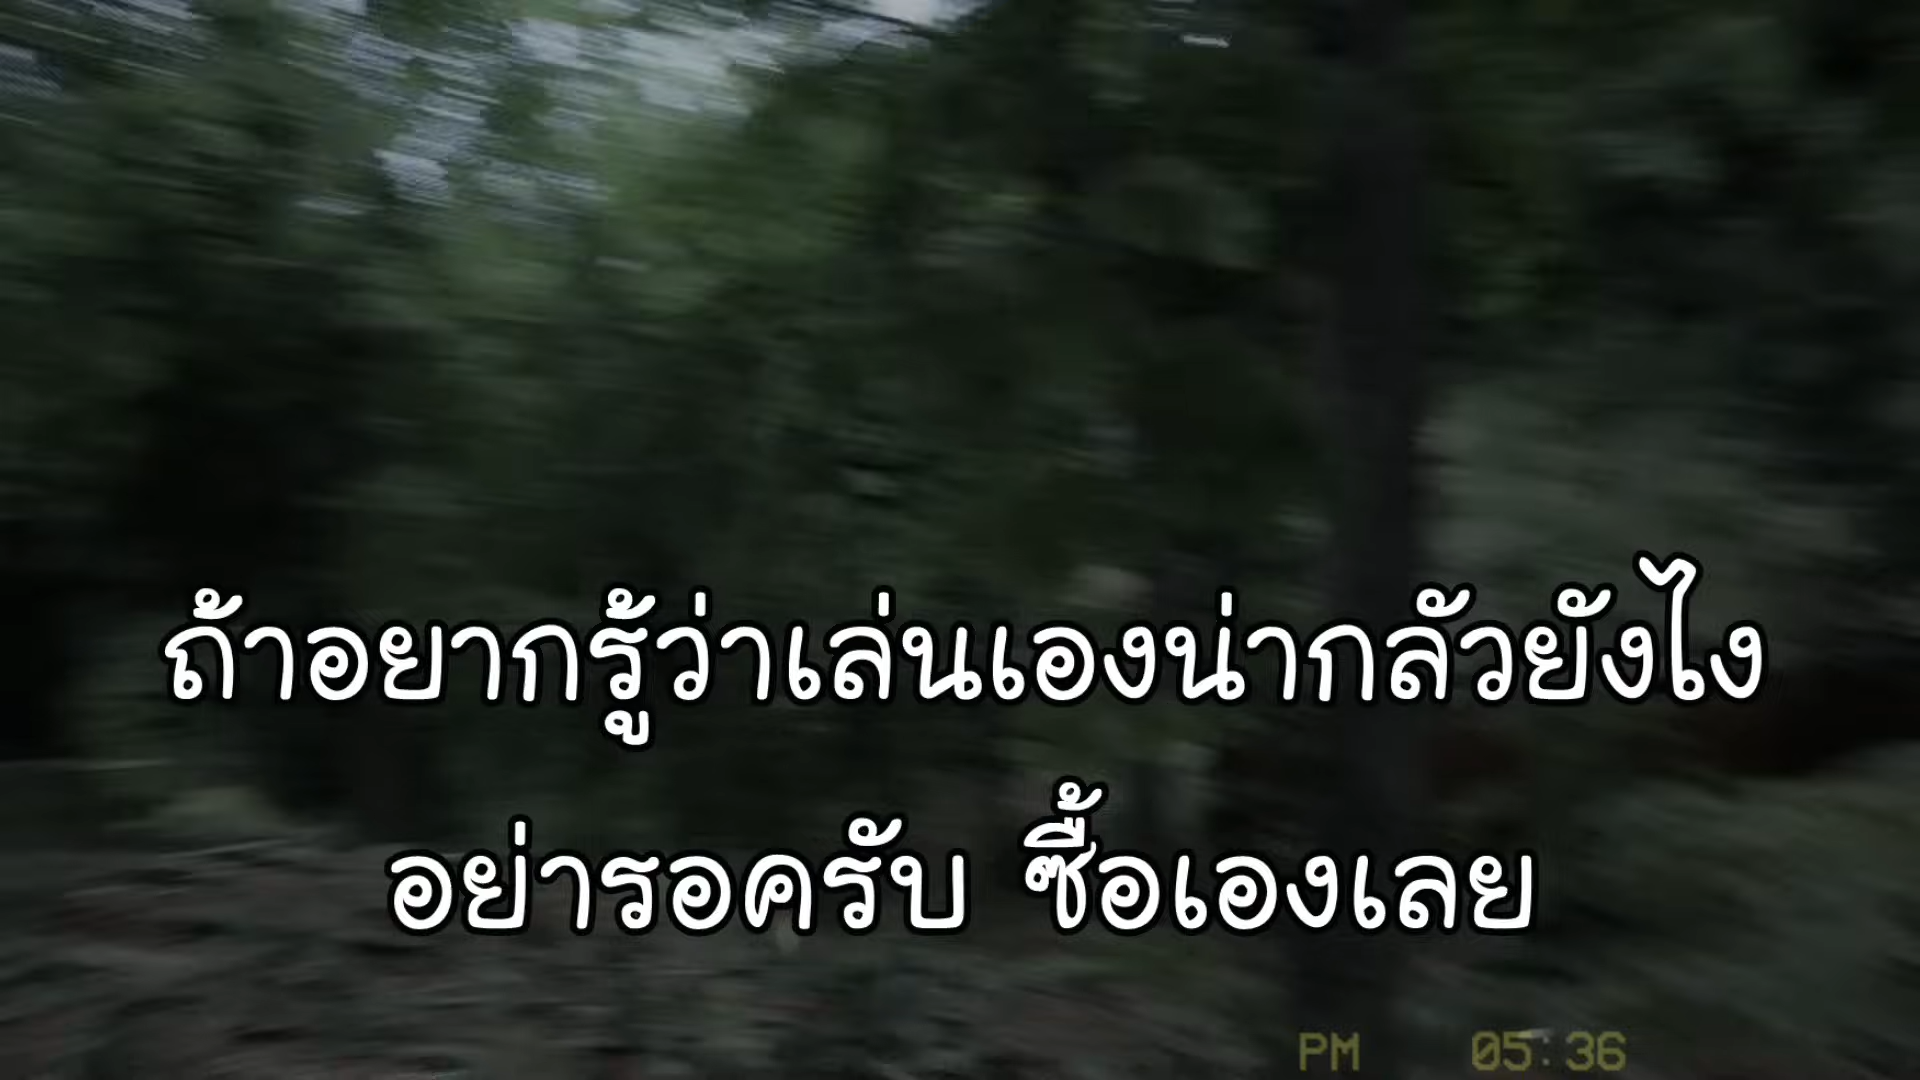 ถ้าอยากรู้ว่าเล่นเองน่ากลัวยังไง
อย่ารอครับ ซื้อเองเลย
PM 05:36